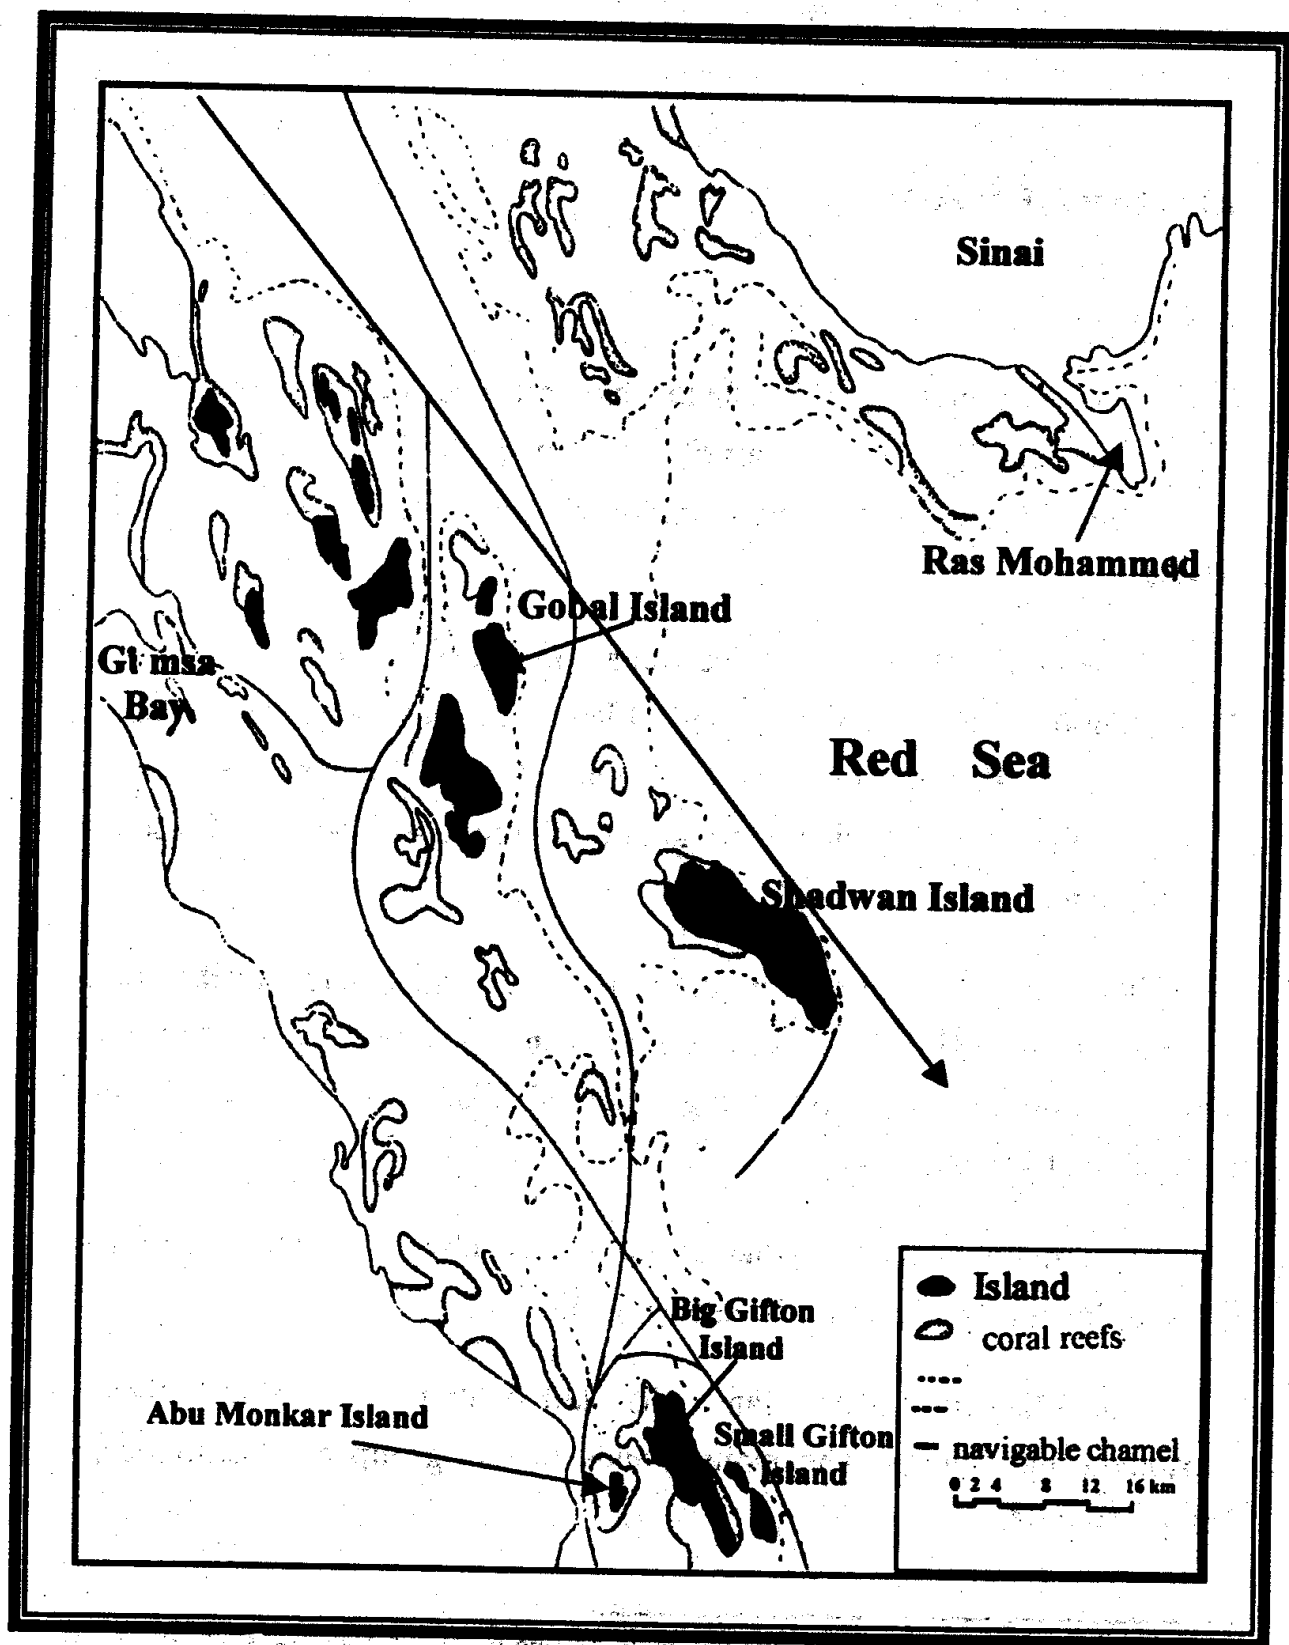 Sinai
Ras Mohammed
Gobal Island
Gi msa
Bay
Red Sea
Shadwan Island
Big Gifton
Island
Abu Monkar Island
Small Gifton
Island
Island
coral reefs
navigable chamel
0 2 4 8 12 16 km